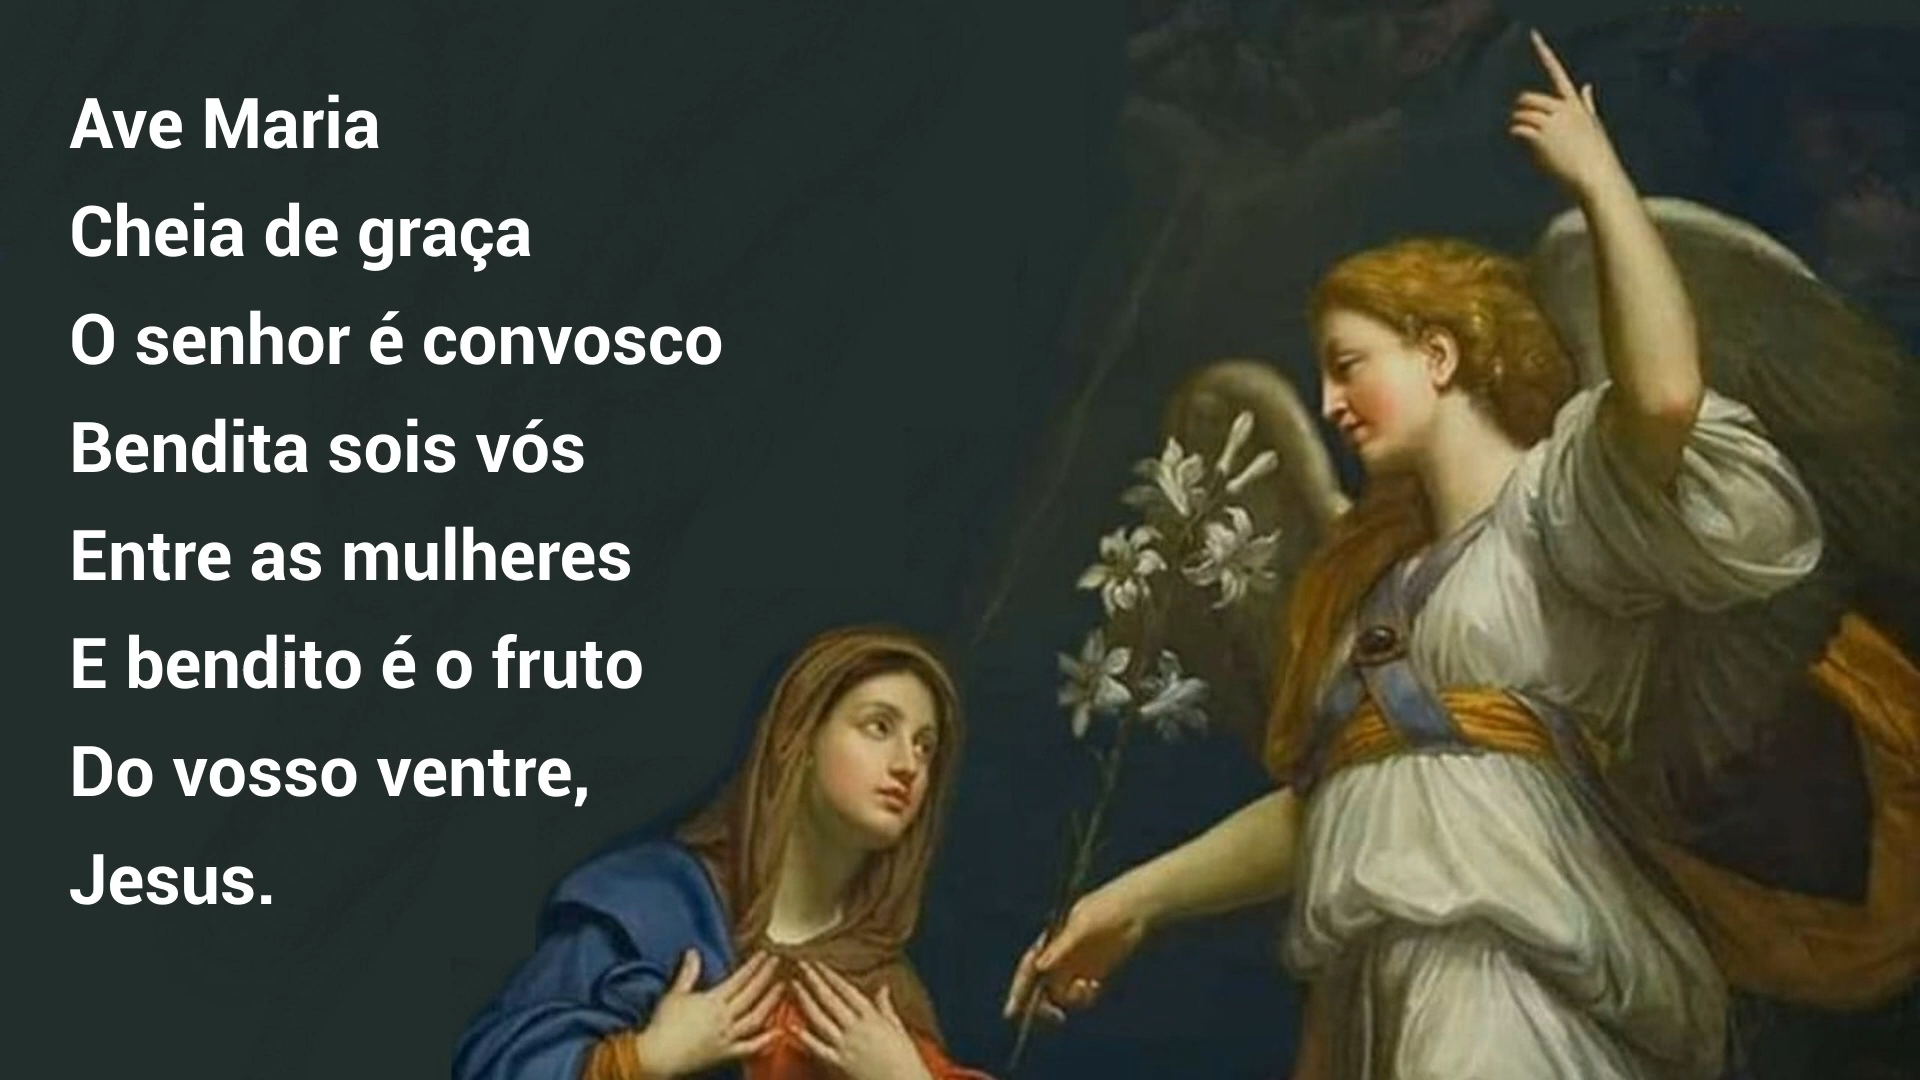 Ave Maria
Cheia de graça
O senhor é convosco
Bendita sois vós
Entre as mulheres
E bendito é o fruto
Do vosso ventre,
Jesus.